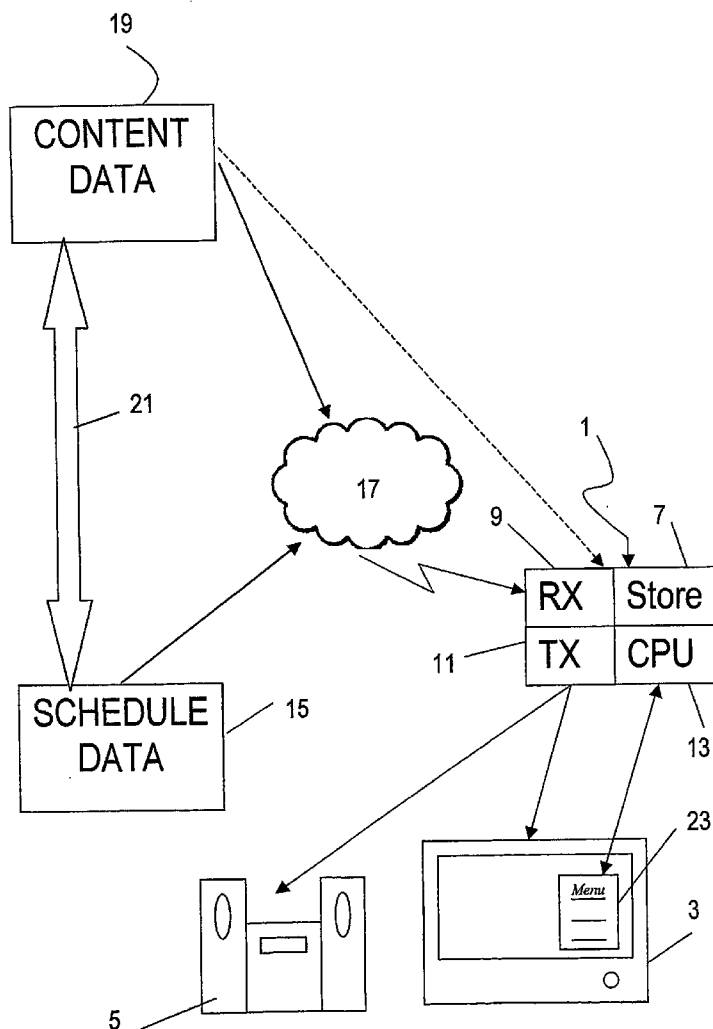 19
CONTENT
DATA
21
17
1
9
7
RX
Store
11
TX
CPU
13
SCHEDULE
DATA
15
23
Menu
3
5